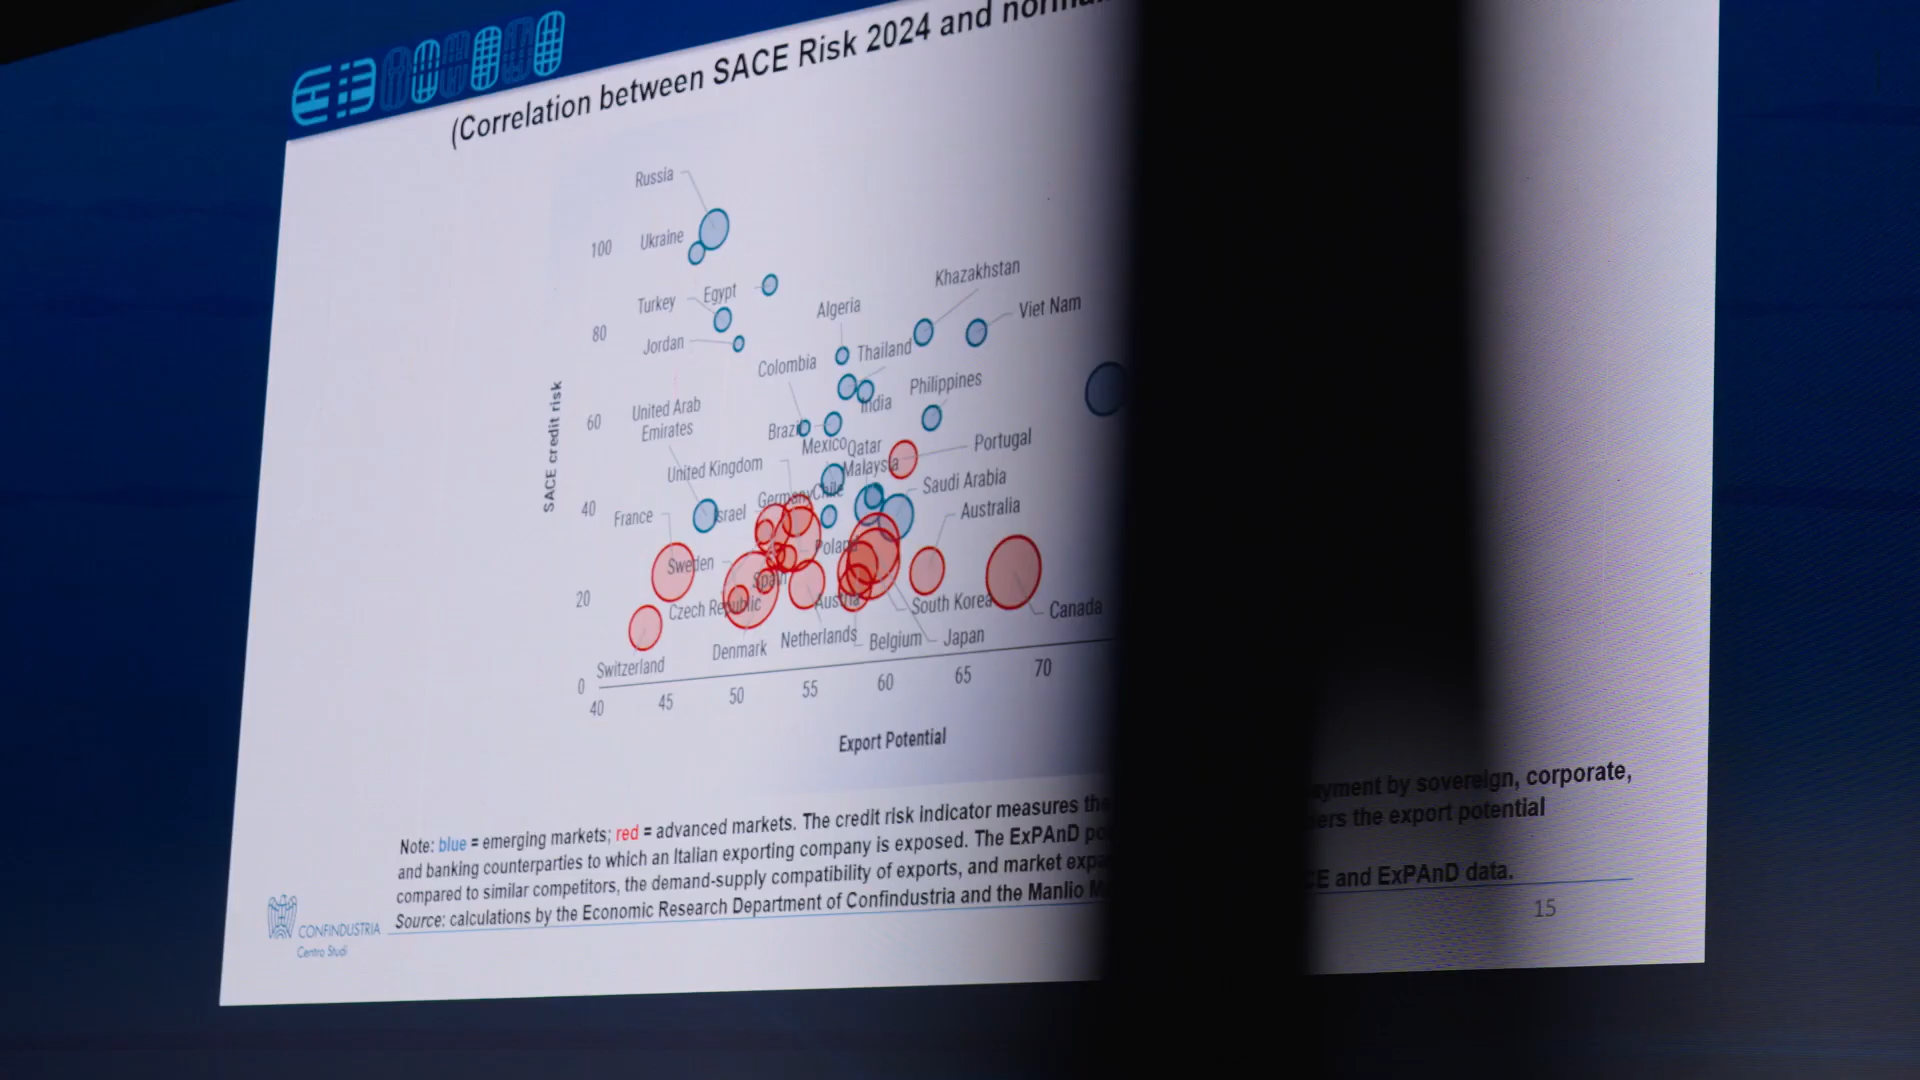 (Correlation between SACE Risk 2024 and
Russia
100
Ukraine
Khazakhstan
Turkey
Egypt
Algeria
Viet Nam
80
Jordan
Thailand
Colombia
Philippines
SACE credit risk
United Arab
Emirates
60
India
Brazil
Mexico
Qatar
Portugal
United Kingdom
Malaysia
Saudi Arabia
Germany
Chile
40
France
Israel
Australia
Sweden
Poland
Spain
20
Czech Republic
Austria
South Korea
Canada
Denmark
Netherlands
Belgium
Japan
Switzerland
0
40 45 50 55 60 65 70
Export Potential
Note: blue = emerging markets; red = advanced markets. The credit risk indicator measures the by sovereign, corporate,
and banking counterparties to which an Italian exporting company is exposed. The ExPAnD the export potential
compared to similar competitors, the demand-supply compatibility of exports, and market
Source: calculations by the Economic Research Department of Confindustria and the Manlio and ExPAnD data.
CONFINDUSTRIA
Centro Studi
15